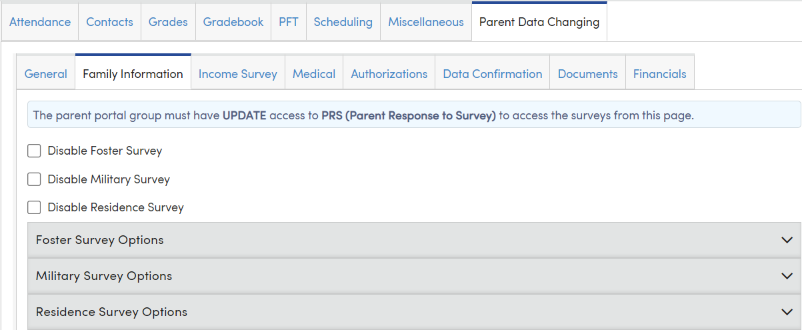 Attendance Contacts Grades Gradebook PFT Scheduling Miscellaneous Parent Data Changing
General Family Information Income Survey Medical Authorizations Data Confirmation Documents Financials
The parent portal group must have UPDATE access to PRS (Parent Response to Survey) to access the surveys from this page.
Disable Foster Survey
Disable Military Survey
Disable Residence Survey
Foster Survey Options
Military Survey Options
Residence Survey Options